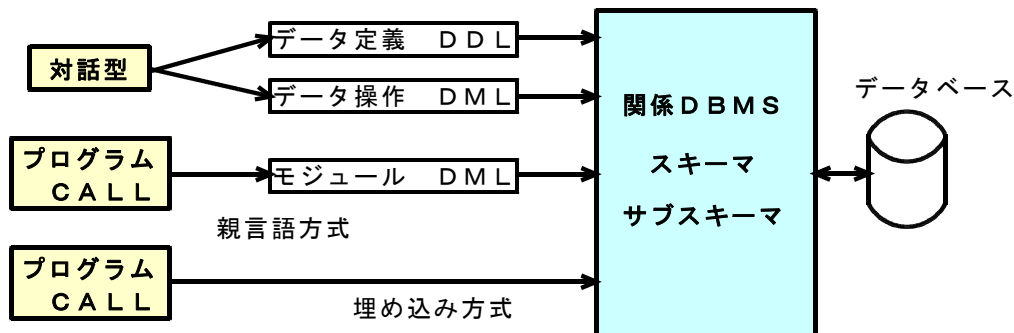 対話型
データ定義　ＤＤＬ
データ操作　ＤＭＬ
プログラム
ＣＡＬＬ
モジュール　ＤＭＬ
親言語方式
プログラム
ＣＡＬＬ
埋め込み方式
関係ＤＢＭＳ
スキーマ
サブスキーマ
データベース